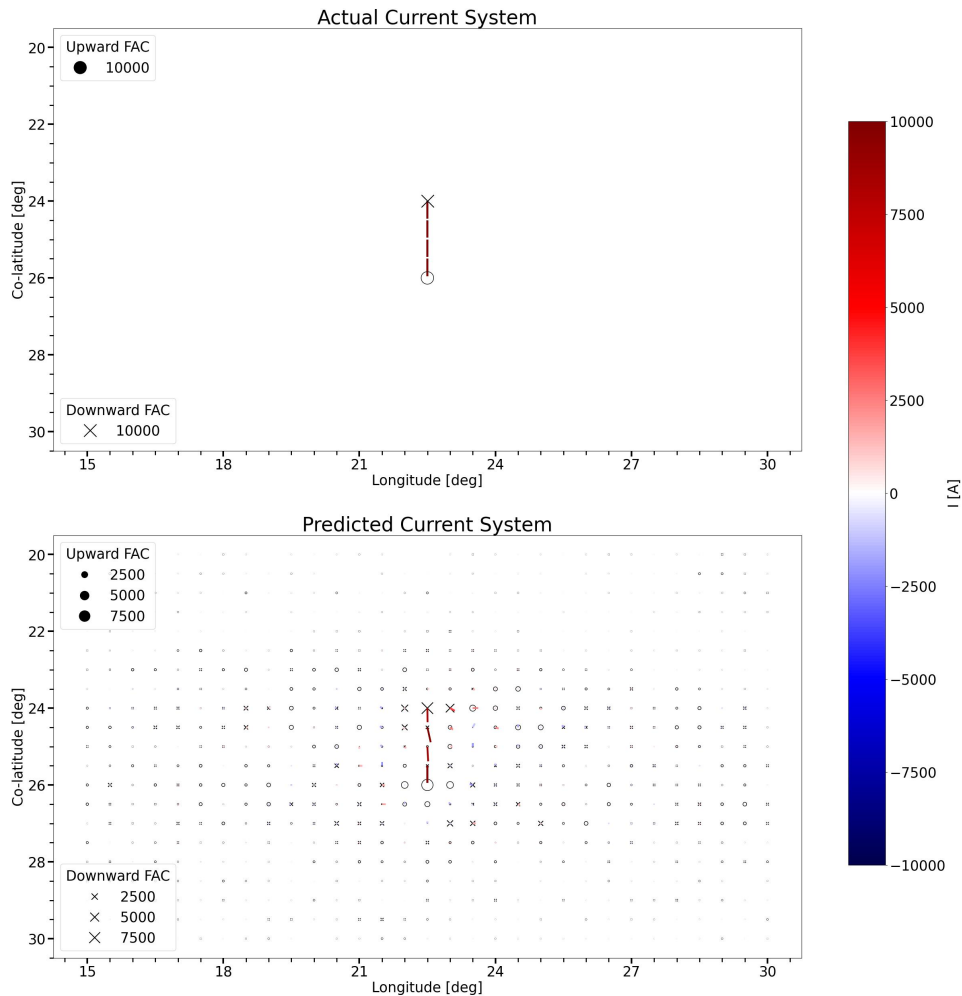 Actual Current System
Upward FAC
10000
Downward FAC
10000
20
22
24
26
28
30
Co-latitude [deg]
15 18 21 24 27 30
Longitude [deg]
Predicted Current System
Upward FAC
2500
5000
7500
Downward FAC
2500
5000
7500
20
22
24
26
28
30
Co-latitude [deg]
15 18 21 24 27 30
Longitude [deg]
10000
7500
5000
2500
0
−2500
−5000
−7500
−10000
I [A]